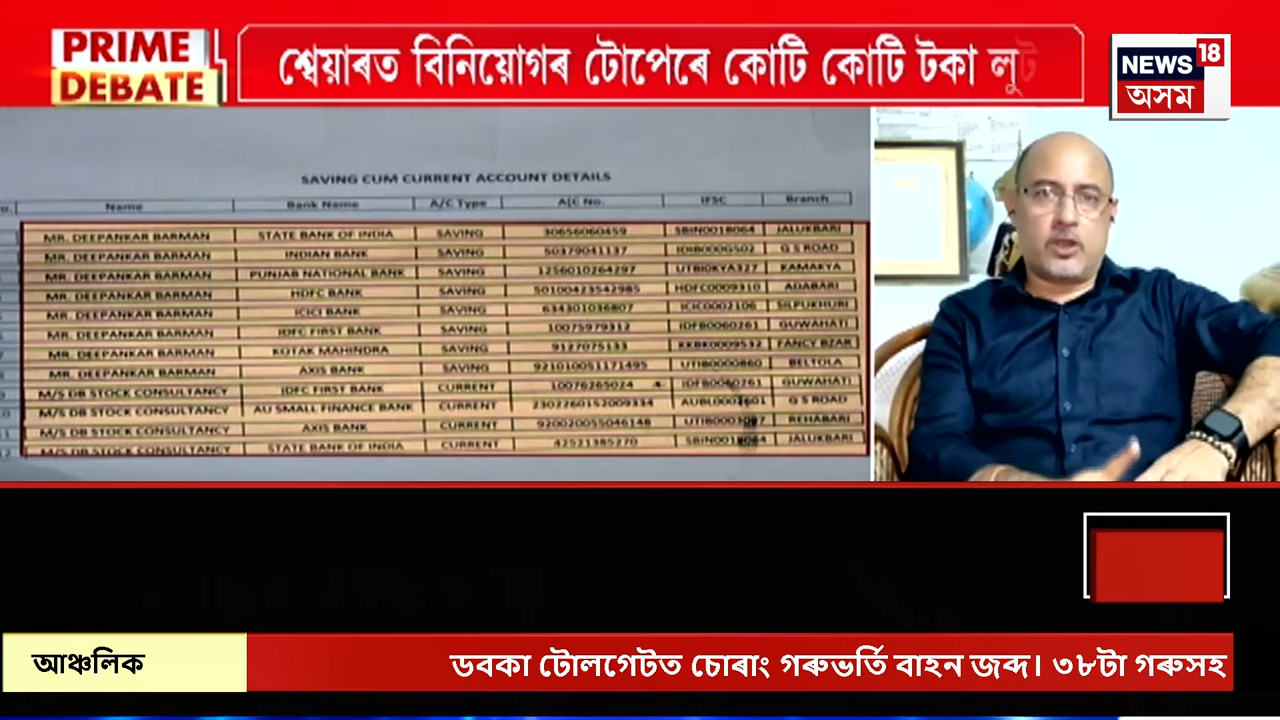 PRIME
DEBATE
শ্বেয়াৰত বিনিয়োগৰ টোপেৰে কোটি কোটি টকা লুট
NEWS 18
অসম
SAVING CUM CURRENT ACCOUNT DETAILS
Name Bank Name A/C Type A/C No. IFSC Branch
MR. DEEPANKAR BARMAN STATE BANK OF INDIA SAVING 30656060459 SBIN0018064 JALUKBARI
MR. DEEPANKAR BARMAN INDIAN BANK SAVING 50379041137 IDIB000G502 G S ROAD
MR. DEEPANKAR BARMAN PUNJAB NATIONAL BANK SAVING 1256010264297 UTBI0KYA327 KAMAKYA
MR. DEEPANKAR BARMAN HDFC BANK SAVING 50100423542985 HDFC0009310 ADABARI
MR. DEEPANKAR BARMAN ICICI BANK SAVING 634301036807 ICIC0002106 SILPUKHURI
MR. DEEPANKAR BARMAN IDFC FIRST BANK SAVING 10075979312 IDFB0060261 GUWAHATI
MR. DEEPANKAR BARMAN KOTAK MAHINDRA SAVING 9127075133 KKBK0009532 FANCY BZAR
MR. DEEPANKAR BARMAN AXIS BANK SAVING 921010051171495 UTIB0000860 BELTOLA
M/S DB STOCK CONSULTANCY IDFC FIRST BANK CURRENT 10076265024 IDFB0060261 GUWAHATI
M/S DB STOCK CONSULTANCY AU SMALL FINANCE BANK CURRENT 2302260152009334 G S ROAD
M/S DB STOCK CONSULTANCY AXIS BANK CURRENT 920020055046148 REHABARI
M/S DB STOCK CONSULTANCY STATE BANK OF INDIA CURRENT 42521385270 SBIN0018064 JALUKBARI
আঞ্চলিক
ডবকা টোলগেটত চোৰাং গৰুভৰ্তি বাহন জব্দ। ৩৮টা গৰুসহ